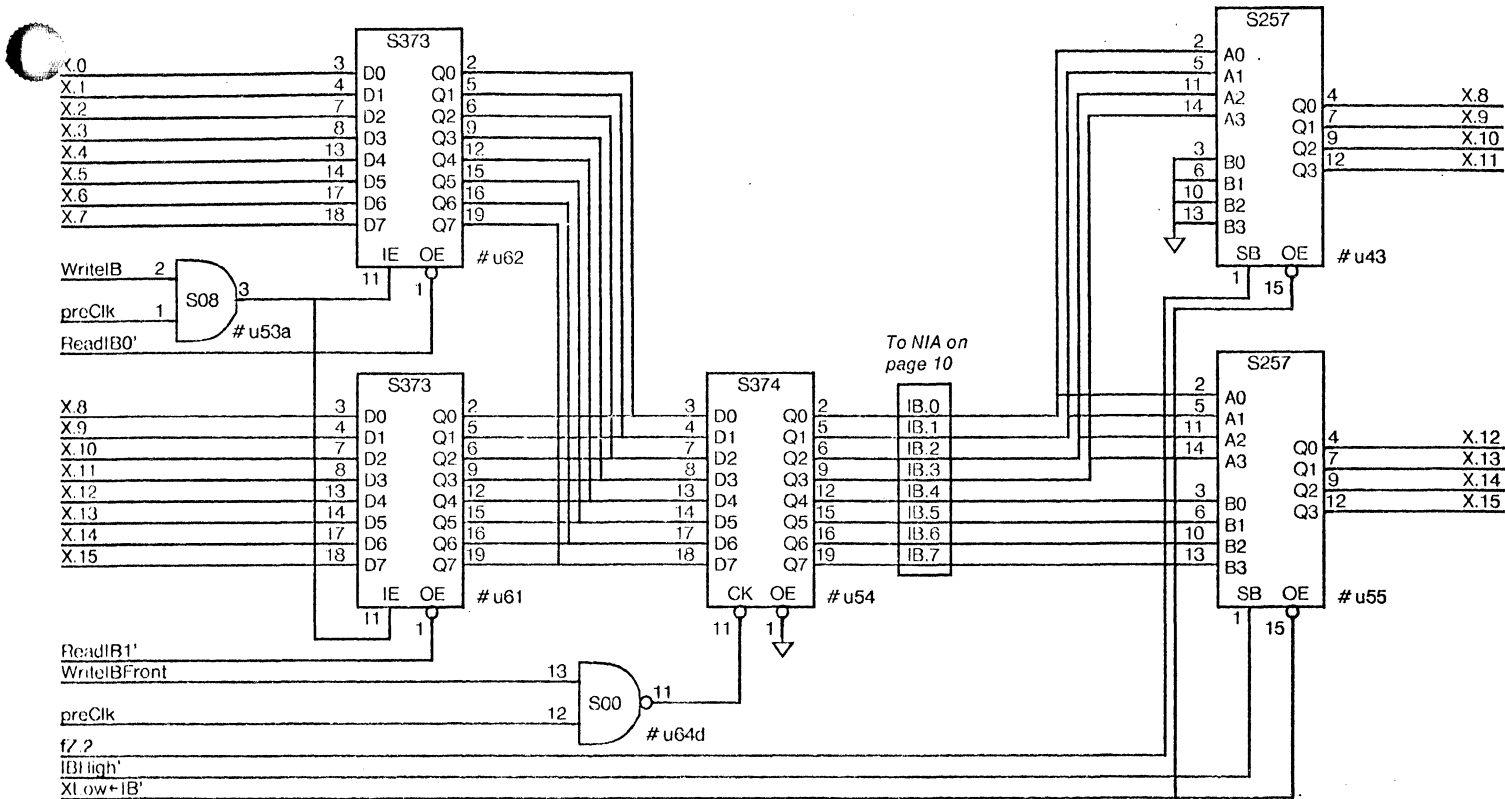 S373
X.0 3 D0 Q0 2
X.1 4 D1 Q1 5
X.2 7 D2 Q2 6
X.3 8 D3 Q3 9
X.4 13 D4 Q4 12
X.5 14 D5 Q5 15
X.6 17 D6 Q6 16
X.7 18 D7 Q7 19
IE OE
11 1
#u62
WriteIB 2
preClk 1
S08 3
#u53a
ReadIB0'
S373
X.8 3 D0 Q0 2
X.9 4 D1 Q1 5
X.10 7 D2 Q2 6
X.11 8 D3 Q3 9
X.12 13 D4 Q4 12
X.13 14 D5 Q5 15
X.14 17 D6 Q6 16
X.15 18 D7 Q7 19
IE OE
11 1
#u61
ReadIB1'
WriteIBFront 13
preClk 12
S00 11
#u64d
f7.2
IBHigh'
XLow←IB'
S374
3 D0 Q0 2
4 D1 Q1 5
7 D2 Q2 6
8 D3 Q3 9
13 D4 Q4 12
14 D5 Q5 15
17 D6 Q6 16
18 D7 Q7 19
CK OE
11 1
#u54
To NIA on
page 10
IB.0
IB.1
IB.2
IB.3
IB.4
IB.5
IB.6
IB.7
S257
2 A0
5 A1
11 A2
14 A3
3 B0
6 B1
10 B2
13 B3
Q0 4 X.8
Q1 7 X.9
Q2 9 X.10
Q3 12 X.11
SB OE
1 15
#u43
S257
2 A0
5 A1
11 A2
14 A3
3 B0
6 B1
10 B2
13 B3
Q0 4 X.12
Q1 7 X.13
Q2 9 X.14
Q3 12 X.15
SB OE
1 15
#u55